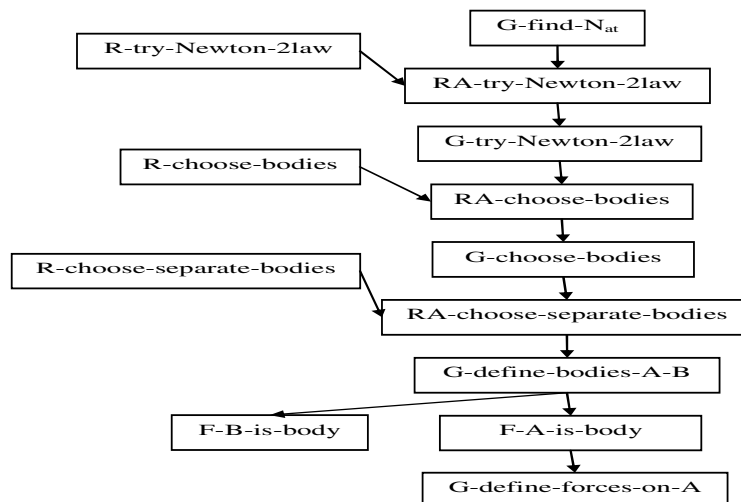 G-find-Nat
R-try-Newton-2law
RA-try-Newton-2law
G-try-Newton-2law
R-choose-bodies
RA-choose-bodies
G-choose-bodies
R-choose-separate-bodies
RA-choose-separate-bodies
G-define-bodies-A-B
F-B-is-body
F-A-is-body
G-define-forces-on-A